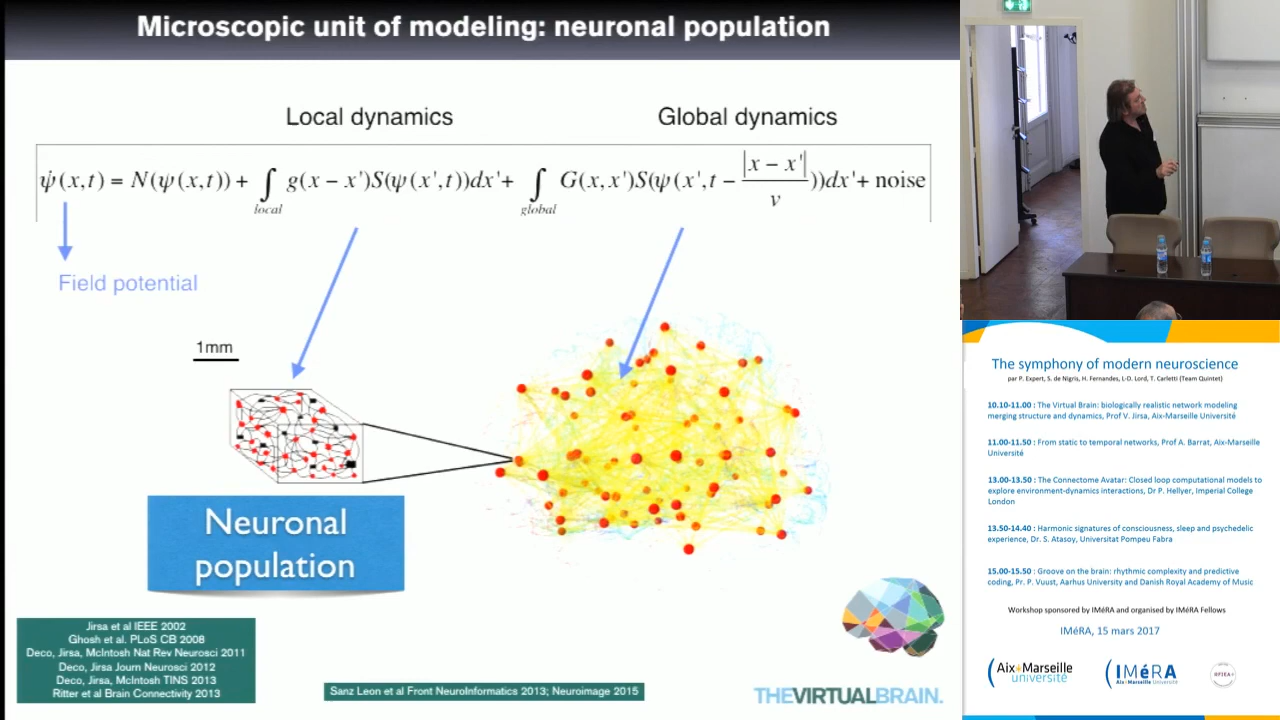 Microscopic unit of modeling: neuronal population
Local dynamics
Global dynamics
ψ̇(x,t) = N(ψ(x,t)) + ∫local g(x − x')S(ψ(x',t))dx'+ ∫global G(x,x')S(ψ(x',t − |x − x'|/v))dx'+ noise
Field potential
1mm
Neuronal
population
Jirsa et al IEEE 2002
Ghosh et al. PLoS CB 2008
Deco, Jirsa, McIntosh Nat Rev Neurosci 2011
Deco, Jirsa Journ Neurosci 2012
Deco, Jirsa, McIntosh TINS 2013
Ritter et al Brain Connectivity 2013
Sanz Leon et al Front NeuroInformatics 2013; Neuroimage 2015
THEVIRTUALBRAIN.
The symphony of modern neuroscience
par P. Expert, S. de Nigris, H. Fernandes, L-D. Lord, T. Carletti (Team Quintet)
10.10-11.00 : The Virtual Brain: biologically realistic network modeling
merging structure and dynamics, Prof V. Jirsa, Aix-Marseille Université
11.00-11.50 : From static to temporal networks, Prof A. Barrat, Aix-Marseille
Université
13.00-13.50 : The Connectome Avatar: Closed loop computational models to
explore environment-dynamics interactions, Dr P. Hellyer, Imperial College
London
13.50-14.40 : Harmonic signatures of consciousness, sleep and psychedelic
experience, Dr. S. Atasoy, Universitat Pompeu Fabra
15.00-15.50 : Groove on the brain: rhythmic complexity and predictive
coding, Pr. P. Vuust, Aarhus University and Danish Royal Academy of Music
Workshop sponsored by IMéRA and organised by IMéRA Fellows
IMéRA, 15 mars 2017
Aix*Marseille
université
IMéRA
Aix·Marseille Université
RFIEA+